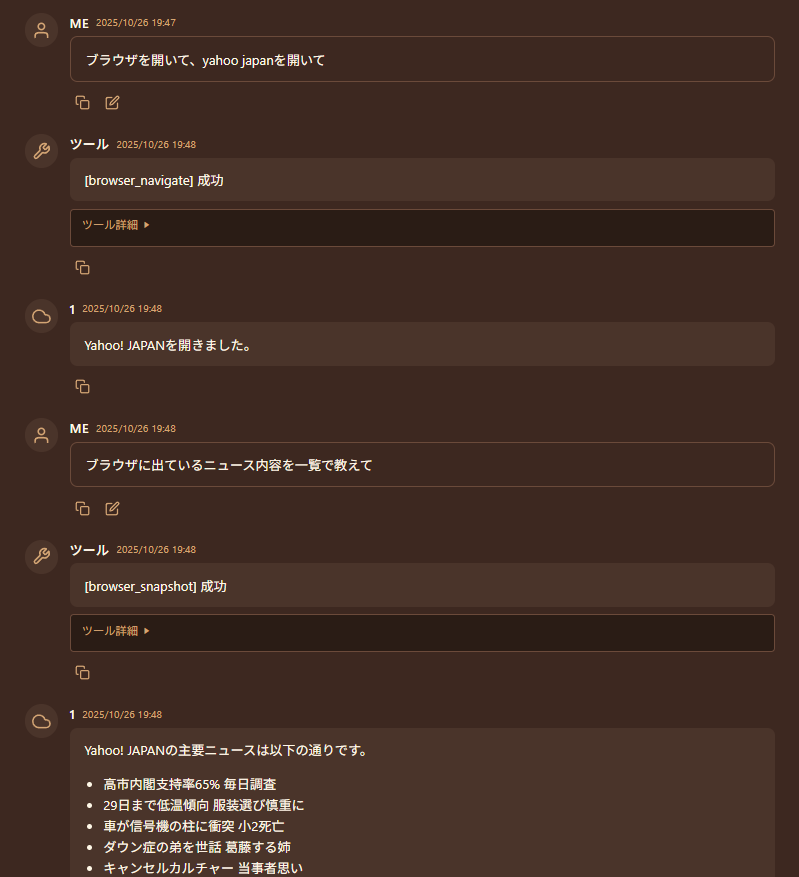 ME 2025/10/26 19:47
ブラウザを開いて、yahoo japanを開いて
ツール 2025/10/26 19:48
[browser_navigate] 成功
ツール詳細
1 2025/10/26 19:48
Yahoo! JAPANを開きました。
ME 2025/10/26 19:48
ブラウザに出ているニュース内容を一覧で教えて
ツール 2025/10/26 19:48
[browser_snapshot] 成功
ツール詳細
1 2025/10/26 19:48
Yahoo! JAPANの主要ニュースは以下の通りです。
高市内閣支持率65% 毎日調査
29日まで低温傾向 服装選び慎重に
車が信号機の柱に衝突 小2死亡
ダウン症の弟を世話 葛藤する姉
キャンセルカルチャー 当事者思い